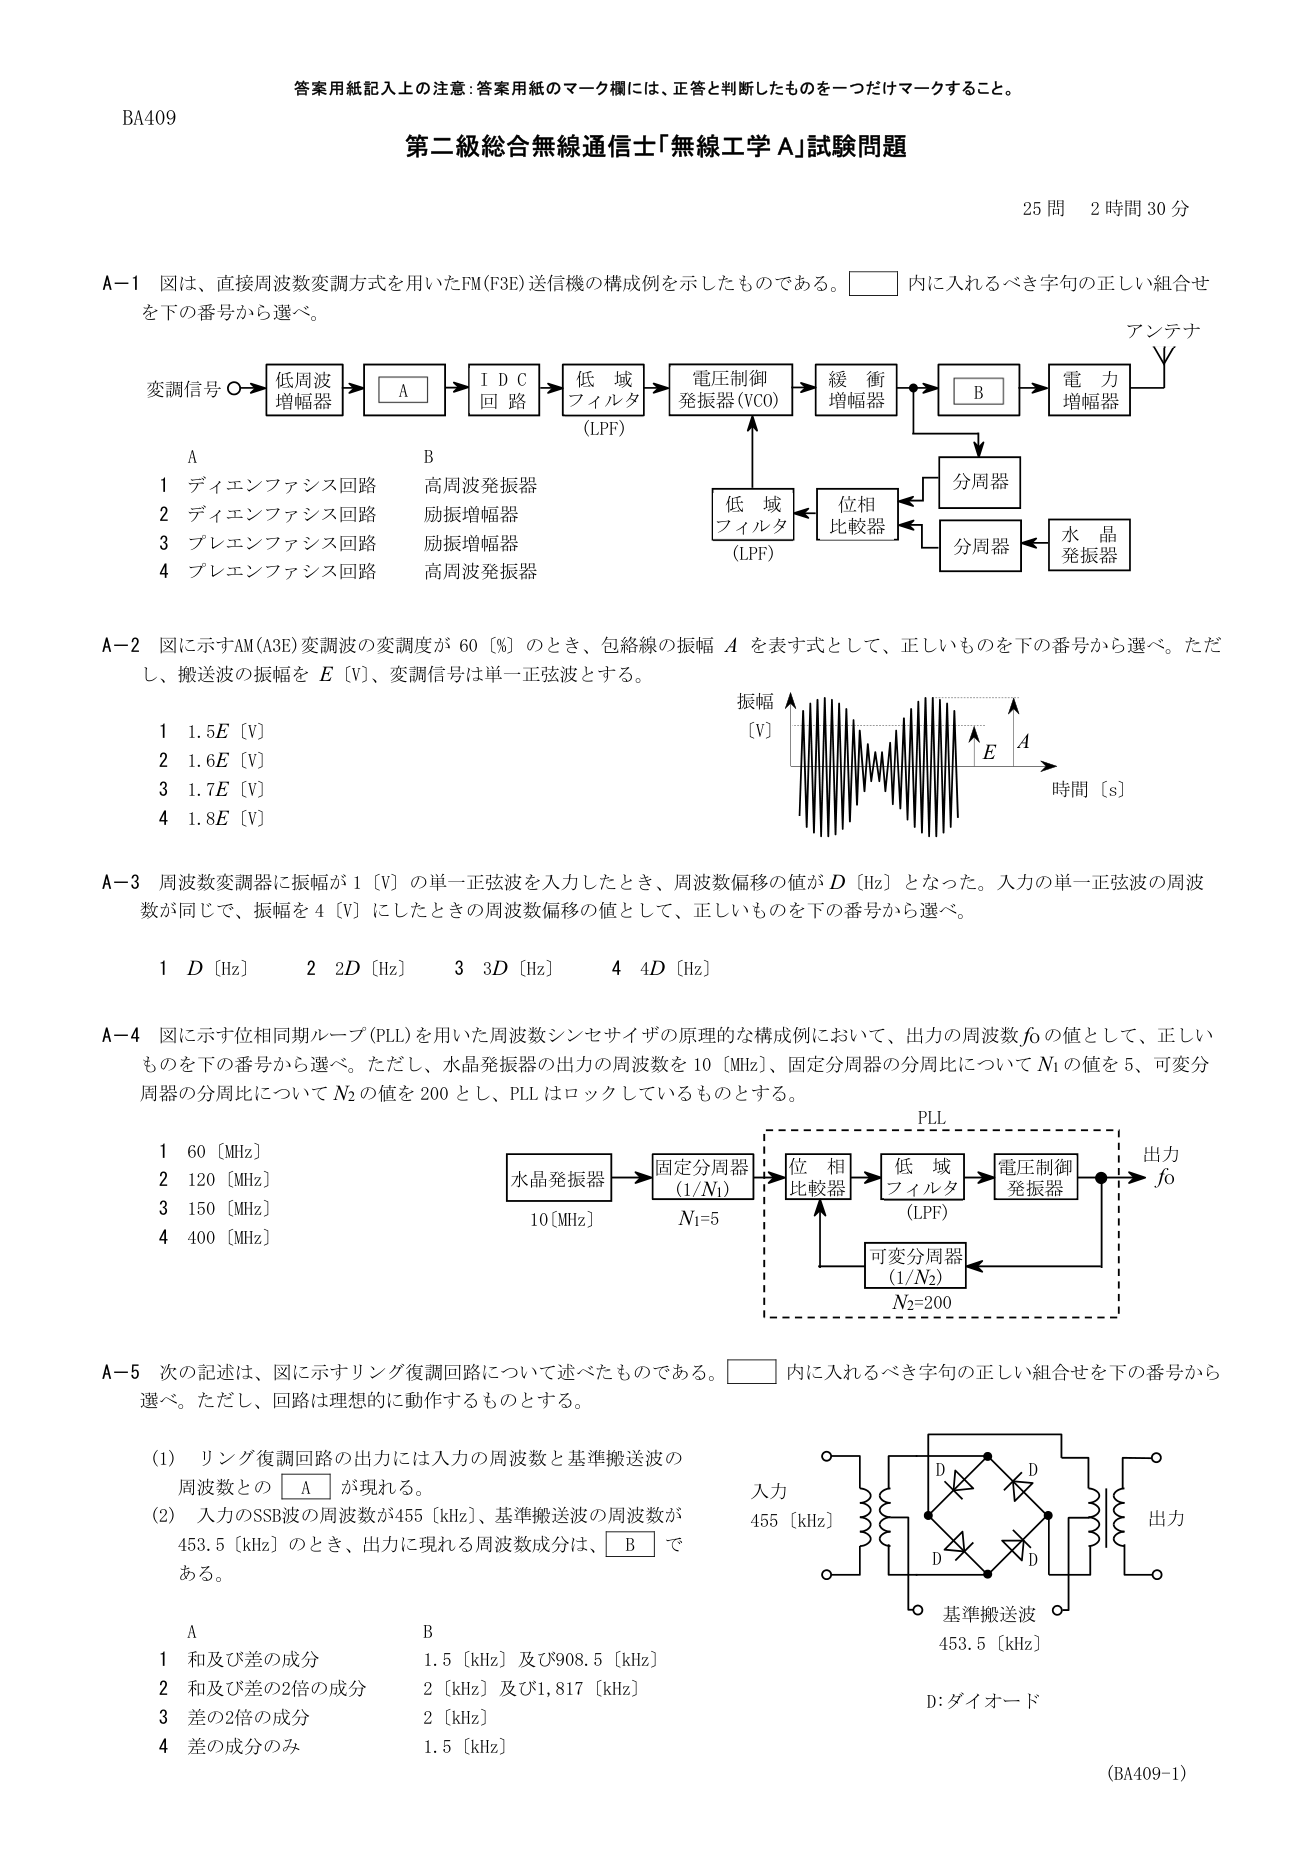 答案用紙記入上の注意：答案用紙のマーク欄には、正答と判断したものを一つだけマークすること。
BA409
第二級総合無線通信士「無線工学 A」試験問題
25 問　2 時間 30 分
A－1　図は、直接周波数変調方式を用いたFM(F3E)送信機の構成例を示したものである。 内に入れるべき字句の正しい組合せ
を下の番号から選べ。
アンテナ
変調信号
低周波
増幅器
A
ＩＤＣ
回 路
低　域
フィルタ
(LPF)
電圧制御
発振器(VCO)
緩　衝
増幅器
B
電　力
増幅器
分周器
低　域
フィルタ
(LPF)
位相
比較器
分周器
水　晶
発振器
A　B
1　ディエンファシス回路　高周波発振器
2　ディエンファシス回路　励振増幅器
3　プレエンファシス回路　励振増幅器
4　プレエンファシス回路　高周波発振器
A－2　図に示すAM(A3E)変調波の変調度が 60〔%〕のとき、包絡線の振幅 A を表す式として、正しいものを下の番号から選べ。ただ
し、搬送波の振幅を E〔V〕、変調信号は単一正弦波とする。
1　1.5E〔V〕
2　1.6E〔V〕
3　1.7E〔V〕
4　1.8E〔V〕
振幅
〔V〕
E
A
時間〔s〕
A－3　周波数変調器に振幅が 1〔V〕の単一正弦波を入力したとき、周波数偏移の値が D〔Hz〕となった。入力の単一正弦波の周波
数が同じで、振幅を 4〔V〕にしたときの周波数偏移の値として、正しいものを下の番号から選べ。
1　D〔Hz〕　2　2D〔Hz〕　3　3D〔Hz〕　4　4D〔Hz〕
A－4　図に示す位相同期ループ(PLL)を用いた周波数シンセサイザの原理的な構成例において、出力の周波数 fO の値として、正しい
ものを下の番号から選べ。ただし、水晶発振器の出力の周波数を 10〔MHz〕、固定分周器の分周比について N1 の値を 5、可変分
周器の分周比について N2 の値を 200 とし、PLL はロックしているものとする。
1　60〔MHz〕
2　120〔MHz〕
3　150〔MHz〕
4　400〔MHz〕
PLL
水晶発振器
10〔MHz〕
固定分周器
(1/N1)
N1=5
位　相
比較器
低　域
フィルタ
(LPF)
電圧制御
発振器
出力
fO
可変分周器
(1/N2)
N2=200
A－5　次の記述は、図に示すリング復調回路について述べたものである。 内に入れるべき字句の正しい組合せを下の番号から
選べ。ただし、回路は理想的に動作するものとする。
(1)　リング復調回路の出力には入力の周波数と基準搬送波の
周波数との A が現れる。
(2)　入力のSSB波の周波数が455〔kHz〕、基準搬送波の周波数が
453.5〔kHz〕のとき、出力に現れる周波数成分は、 B で
ある。
A　B
1　和及び差の成分　1.5〔kHz〕及び908.5〔kHz〕
2　和及び差の2倍の成分　2〔kHz〕及び1,817〔kHz〕
3　差の2倍の成分　2〔kHz〕
4　差の成分のみ　1.5〔kHz〕
入力
455〔kHz〕
D
D
D
D
出力
基準搬送波
453.5〔kHz〕
D:ダイオード
(BA409-1)